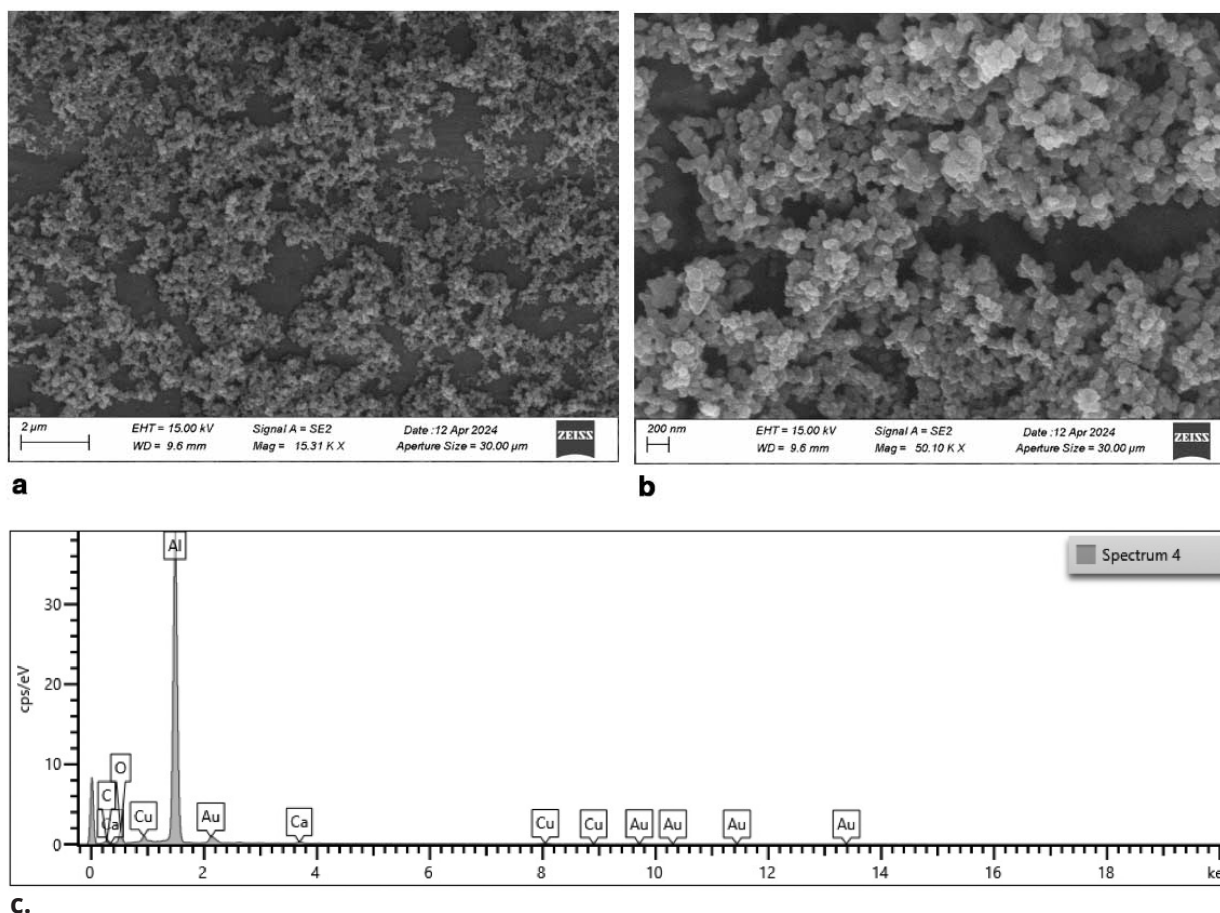 2 µm
EHT = 15.00 kV Signal A = SE2 Date :12 Apr 2024
WD = 9.6 mm Mag = 15.31 K X Aperture Size = 30.00 µm
ZEISS
a
200 nm
EHT = 15.00 kV Signal A = SE2 Date :12 Apr 2024
WD = 9.6 mm Mag = 50.10 K X Aperture Size = 30.00 µm
ZEISS
b
Al
Spectrum 4
30
cps/eV
20
10
O
C
Ca
Cu
Au
Ca
Cu
Cu
Au
Au
Au
Au
0
0 2 4 6 8 10 12 14 16 18 ke
c.